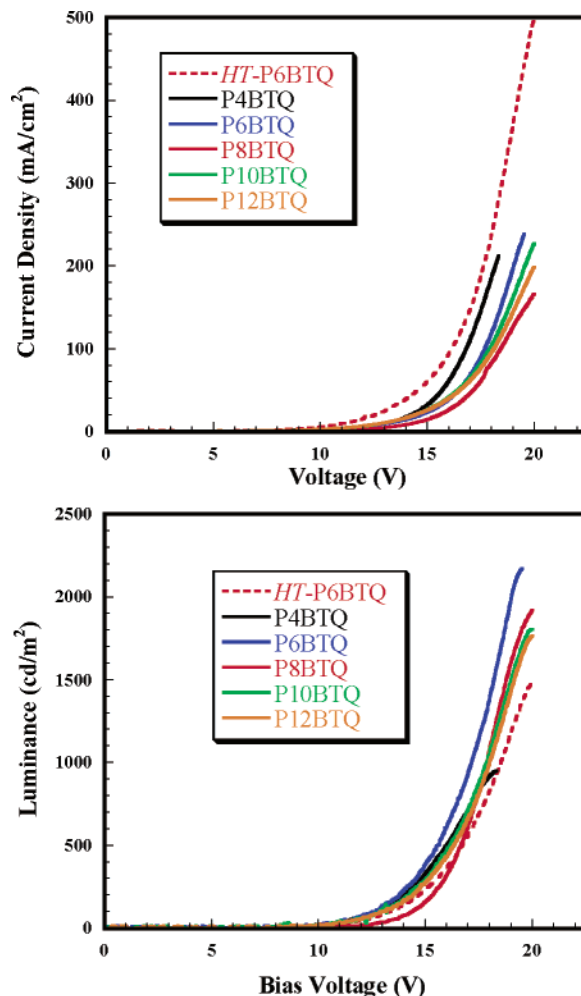 500
400
300
200
100
0
Current Density (mA/cm²)
HT-P6BTQ
P4BTQ
P6BTQ
P8BTQ
P10BTQ
P12BTQ
0 5 10 15 20
Voltage (V)
2500
2000
1500
1000
500
0
Luminance (cd/m²)
HT-P6BTQ
P4BTQ
P6BTQ
P8BTQ
P10BTQ
P12BTQ
0 5 10 15 20
Bias Voltage (V)